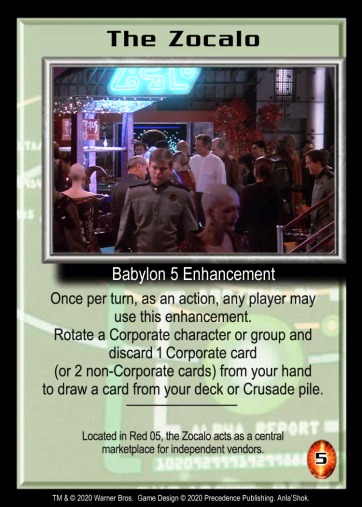 The Zocalo
Babylon 5 Enhancement
Once per turn, as an action, any player may
use this enhancement.
Rotate a Corporate character or group and
discard 1 Corporate card
(or 2 non-Corporate cards) from your hand
to draw a card from your deck or Crusade pile.
Located in Red 05, the Zocalo acts as a central
marketplace for independent vendors.
5
TM & © 2020 Warner Bros. Game Design © 2020 Precedence Publishing. Anla'Shok.